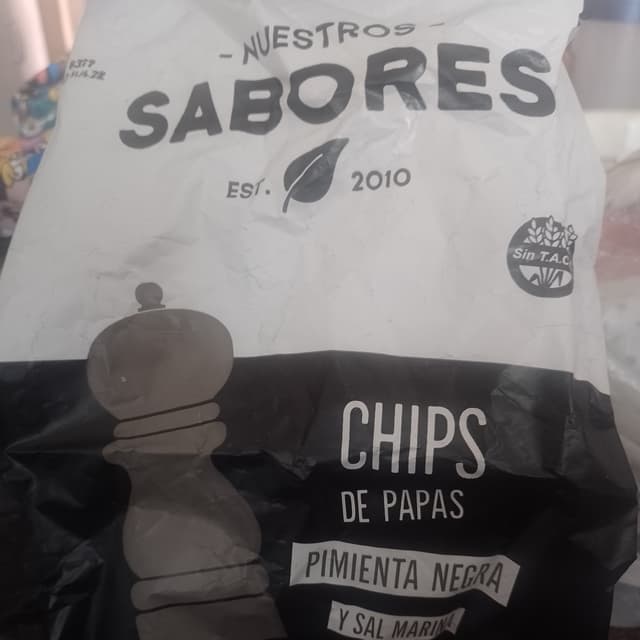 - NUESTROS -
SABORES
EST. 2010
Sin T.A.C.
CHIPS
DE PAPAS
PIMIENTA NEGRA
Y SAL MARINA